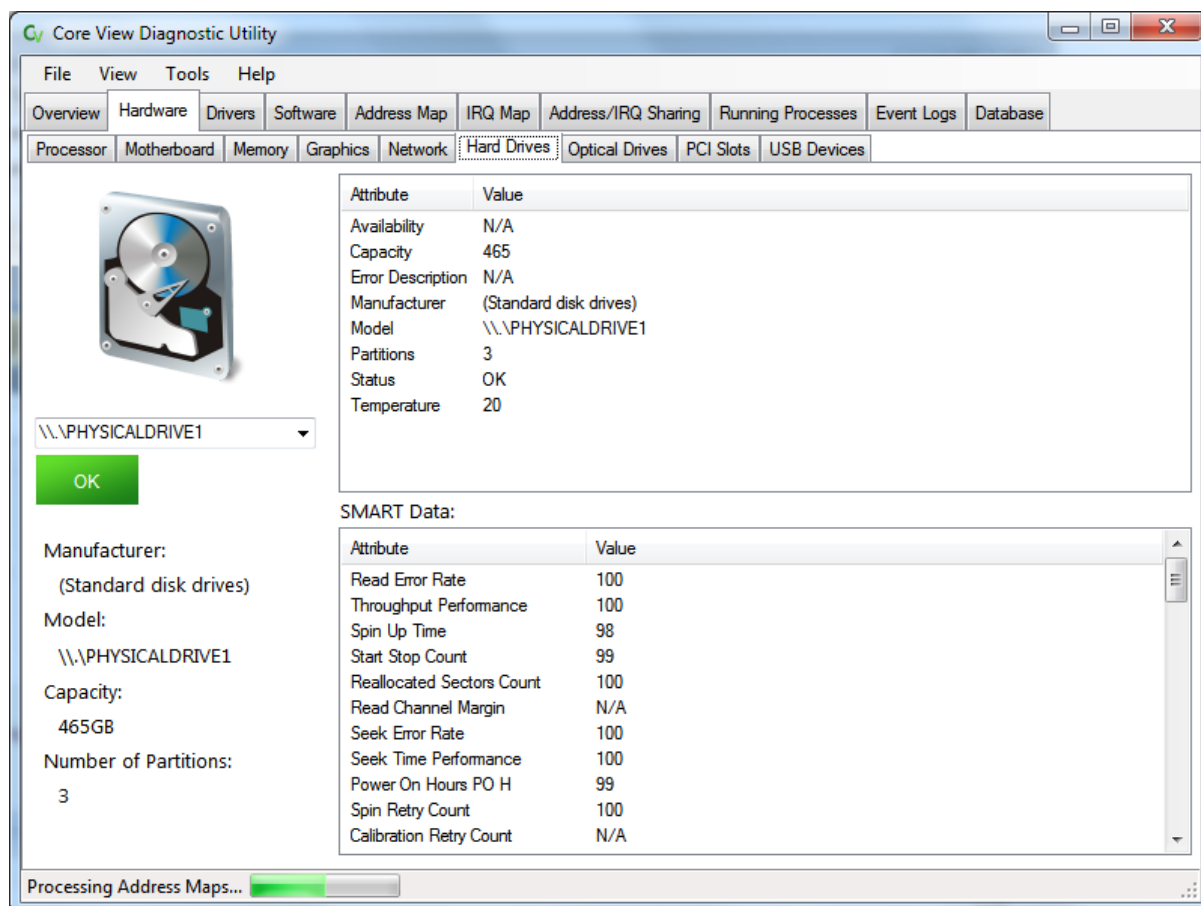 Cv Core View Diagnostic Utility
File View Tools Help
Overview Hardware Drivers Software Address Map IRQ Map Address/IRQ Sharing Running Processes Event Logs Database
Processor Motherboard Memory Graphics Network Hard Drives Optical Drives PCI Slots USB Devices
\\.\PHYSICALDRIVE1
OK
Manufacturer:
(Standard disk drives)
Model:
\\.\PHYSICALDRIVE1
Capacity:
465GB
Number of Partitions:
3
Attribute Value
Availability N/A
Capacity 465
Error Description N/A
Manufacturer (Standard disk drives)
Model \\.\PHYSICALDRIVE1
Partitions 3
Status OK
Temperature 20
SMART Data:
Attribute Value
Read Error Rate 100
Throughput Performance 100
Spin Up Time 98
Start Stop Count 99
Reallocated Sectors Count 100
Read Channel Margin N/A
Seek Error Rate 100
Seek Time Performance 100
Power On Hours PO H 99
Spin Retry Count 100
Calibration Retry Count N/A
Processing Address Maps...